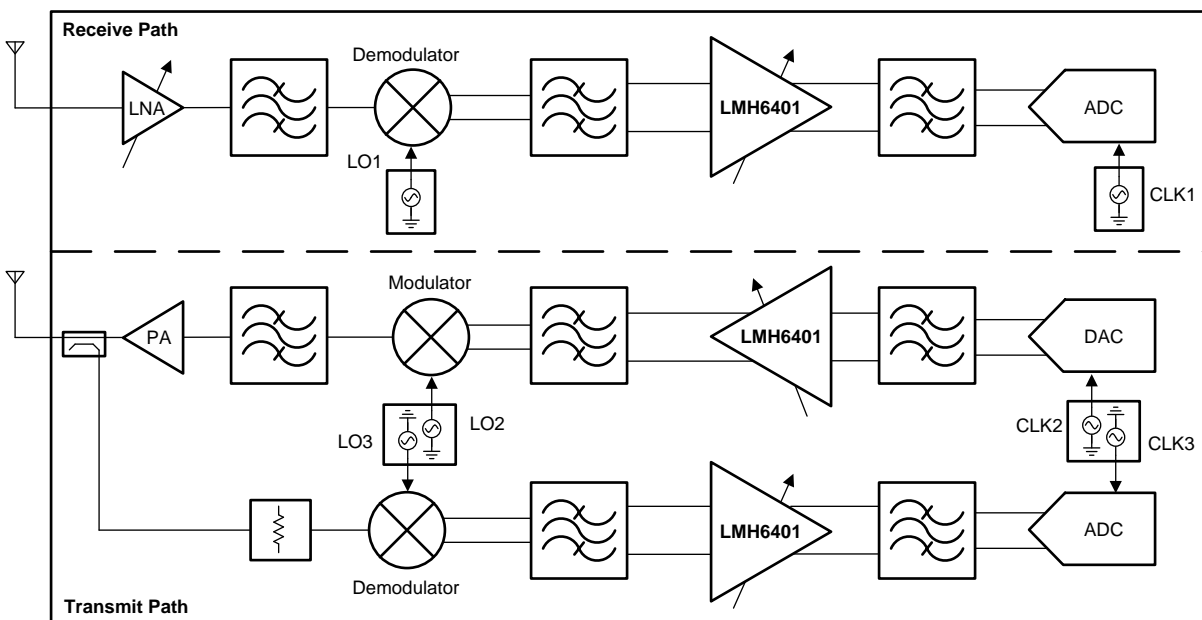 Receive Path
Demodulator
LNA
LMH6401
ADC
LO1
CLK1
Modulator
PA
LMH6401
DAC
LO3
LO2
CLK2
CLK3
LMH6401
ADC
Demodulator
Transmit Path